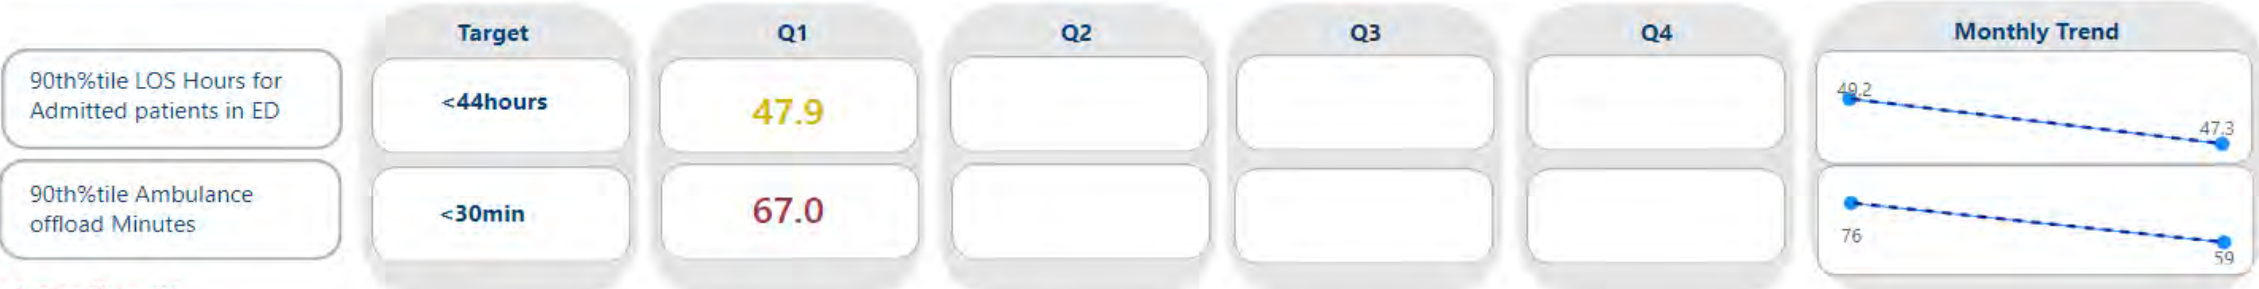 Target Q1 Q2 Q3 Q4 Monthly Trend
90th%tile LOS Hours for
Admitted patients in ED
<44hours
47.9
49.2
47.3
90th%tile Ambulance
offload Minutes
<30min
67.0
76
59